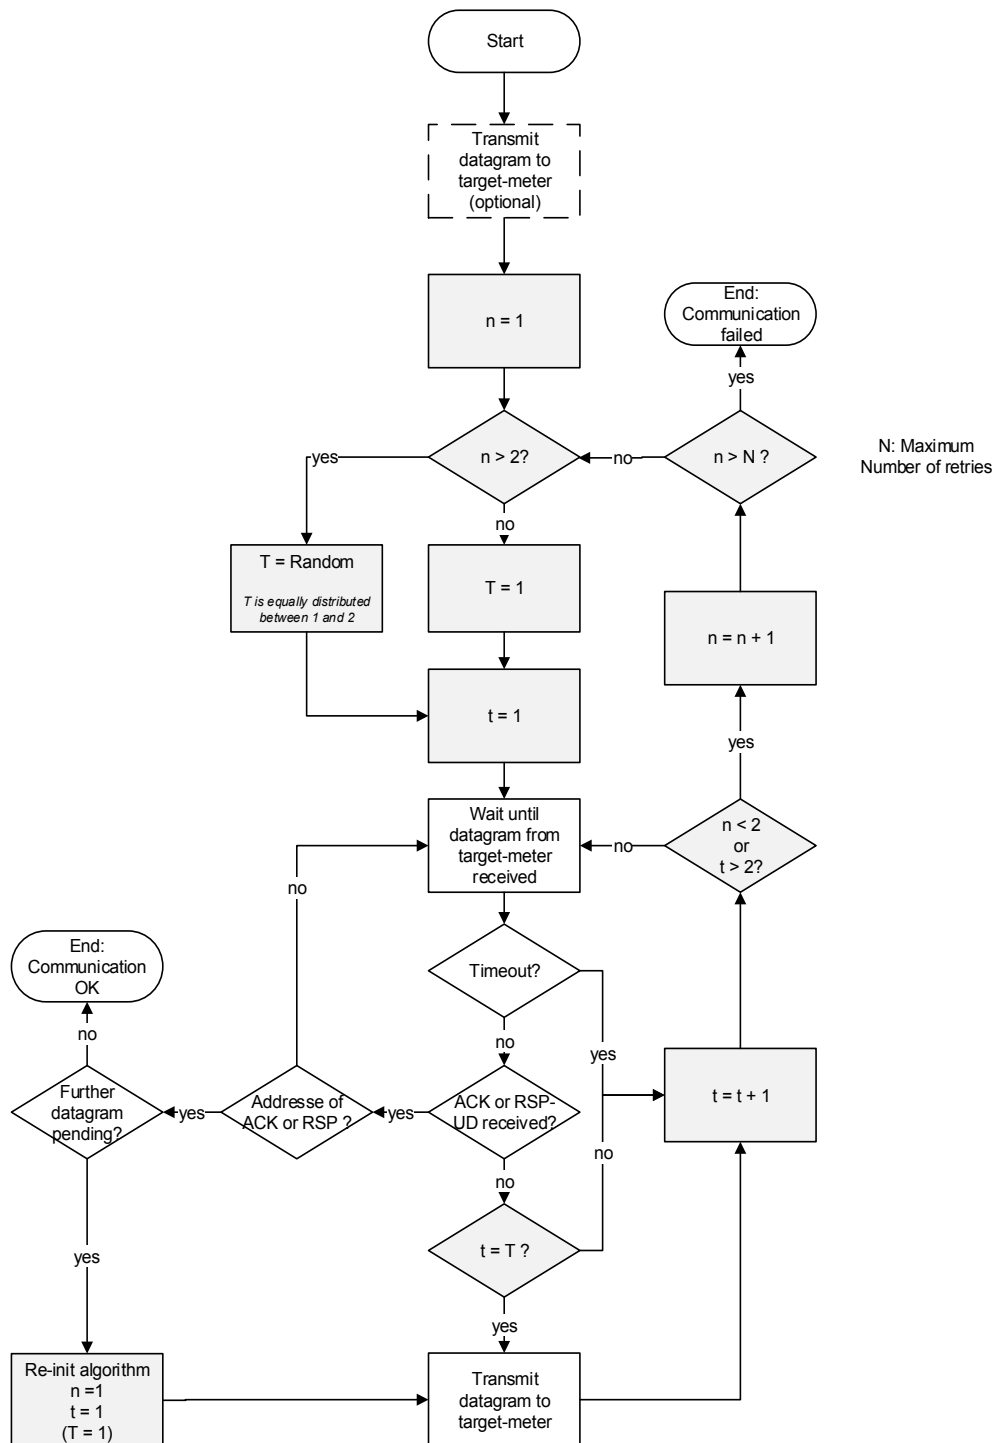 Start
Transmit
datagram to
target-meter
(optional)
n = 1
End:
Communication
failed
yes
n > 2?
yes
no
n > N ?
N: Maximum
Number of retries
no
T = Random
T is equally distributed
between 1 and 2
T = 1
n = n + 1
t = 1
yes
Wait until
datagram from
target-meter
received
no
n < 2
or
t > 2?
no
End:
Communication
OK
Timeout?
no
no
yes
Further
datagram
pending?
yes
Addresse of
ACK or RSP ?
yes
ACK or RSP-
UD received?
t = t + 1
no
no
t = T ?
yes
yes
Re-init algorithm
n =1
t = 1
(T = 1)
Transmit
datagram to
target-meter